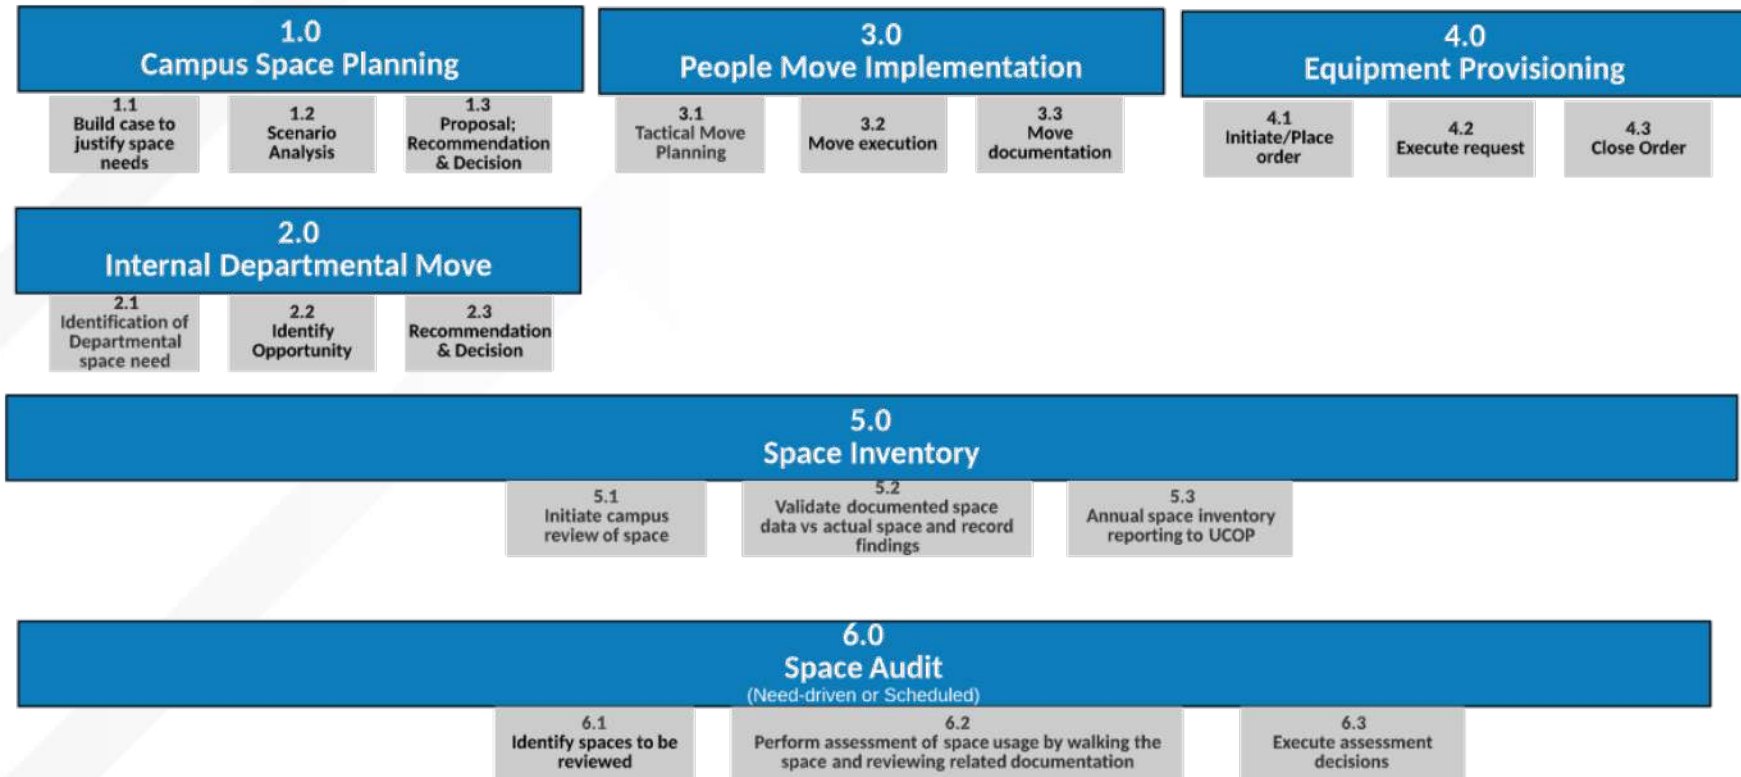 1.0
Campus Space Planning
1.1
Build case to
justify space
needs
1.2
Scenario
Analysis
1.3
Proposal;
Recommendation
& Decision
3.0
People Move Implementation
3.1
Tactical Move
Planning
3.2
Move execution
3.3
Move
documentation
4.0
Equipment Provisioning
4.1
Initiate/Place
order
4.2
Execute request
4.3
Close Order
2.0
Internal Departmental Move
2.1
Identification of
Departmental
space need
2.2
Identify
Opportunity
2.3
Recommendation
& Decision
5.0
Space Inventory
5.1
Initiate campus
review of space
5.2
Validate documented space
data vs actual space and record
findings
5.3
Annual space inventory
reporting to UCOP
6.0
Space Audit
(Need-driven or Scheduled)
6.1
Identify spaces to be
reviewed
6.2
Perform assessment of space usage by walking the
space and reviewing related documentation
6.3
Execute assessment
decisions